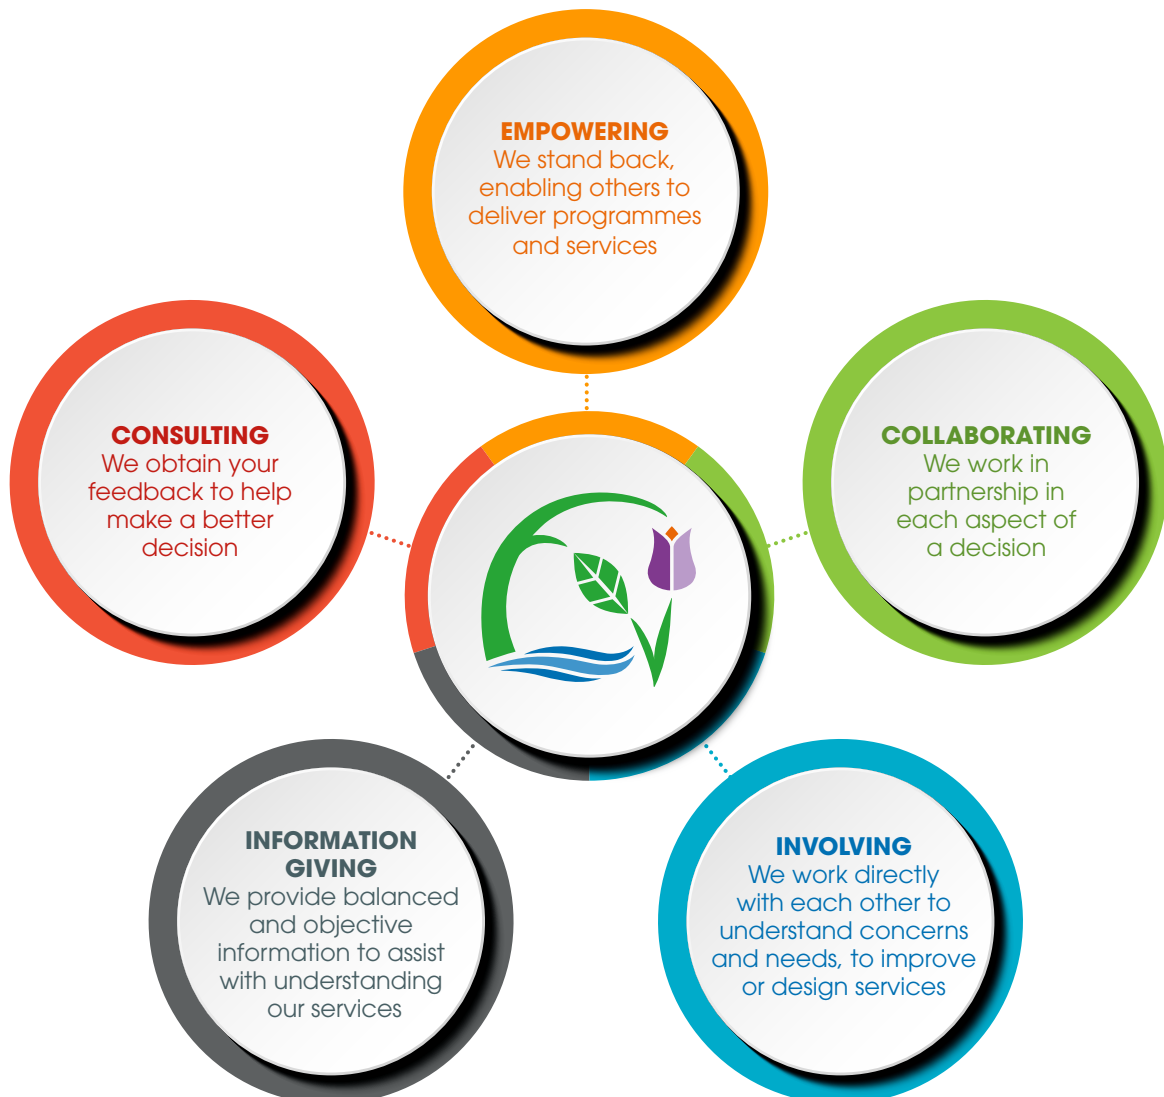 EMPOWERING
We stand back,
enabling others to
deliver programmes
and services
CONSULTING
We obtain your
feedback to help
make a better
decision
COLLABORATING
We work in
partnership in
each aspect of
a decision
INFORMATION
GIVING
We provide balanced
and objective
information to assist
with understanding
our services
INVOLVING
We work directly
with each other to
understand concerns
and needs, to improve
or design services